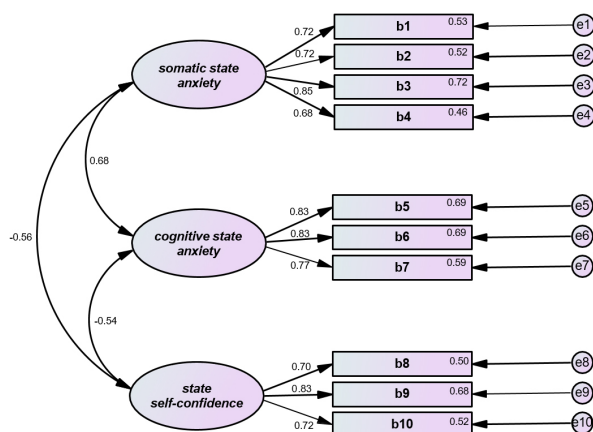 0.72
b1
0.53
e1
0.72
b2
0.52
e2
somatic state
anxiety
0.85
b3
0.72
e3
0.68
b4
0.46
e4
0.68
-0.56
0.83
b5
0.69
e5
cognitive state
anxiety
0.83
b6
0.69
e6
0.77
b7
0.59
e7
-0.54
0.70
b8
0.50
e8
state
self-confidence
0.83
b9
0.68
e9
0.72
b10
0.52
e10